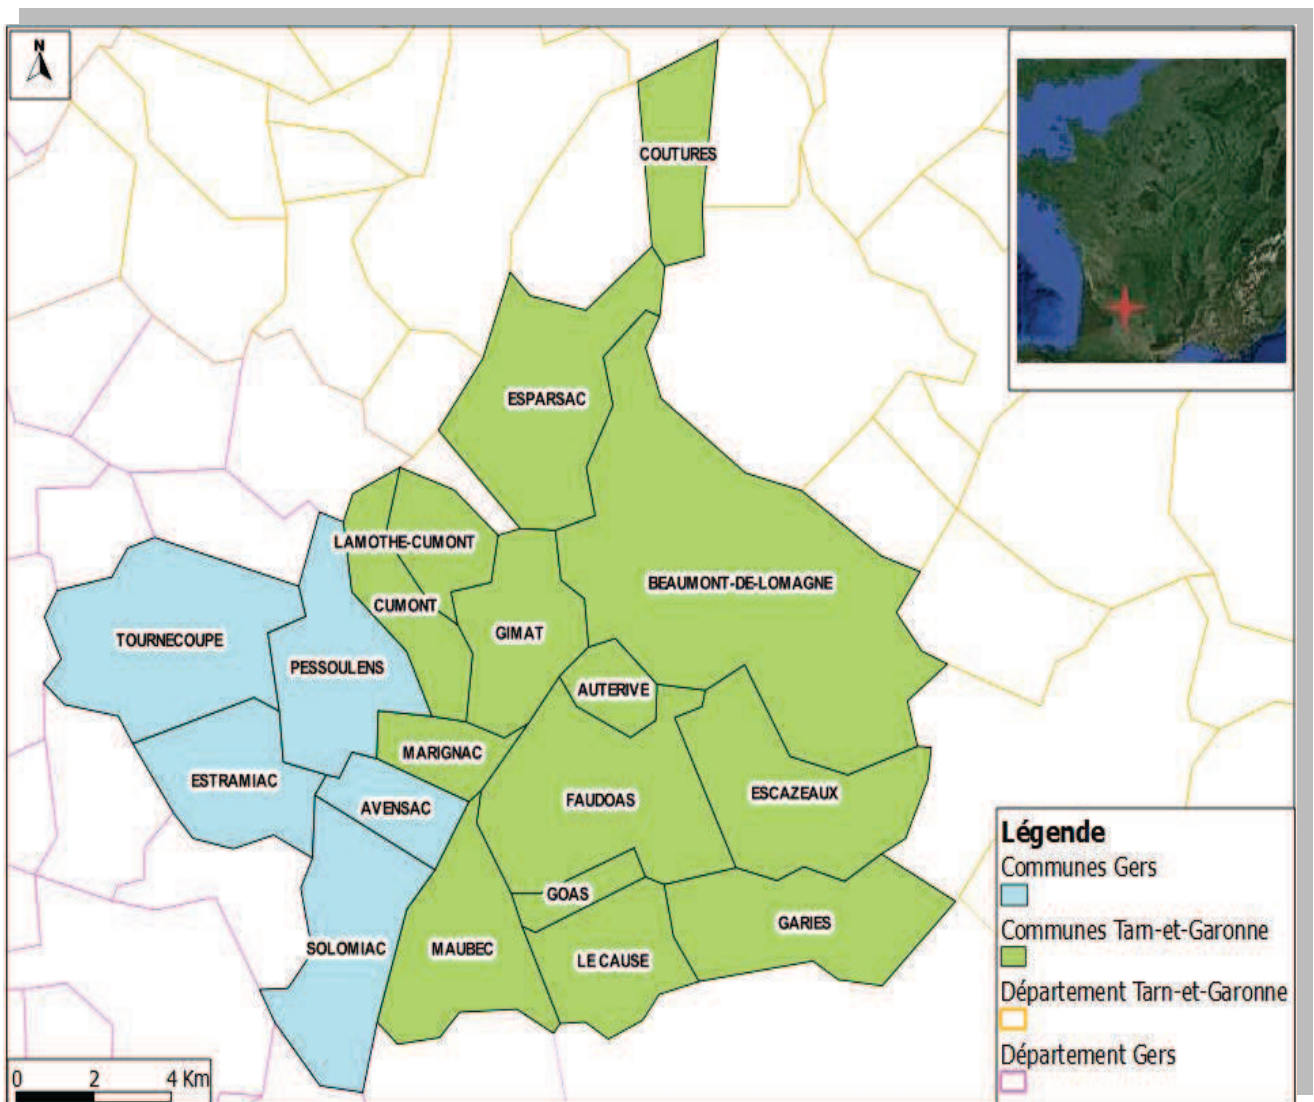 N
COUTURES
ESPARSAC
LAMOTHE-CUMONT
BEAUMONT-DE-LOMAGNE
CUMONT
GIMAT
TOURNECOUPE
PESSOULENS
AUTERIVE
MARIGNAC
ESTRAMIAC
AVENSAC
FAUDOAS
ESCAZEAUX
GOAS
GARIES
SOLOMIAC
MAUBEC
LE CAUSE
Légende
Communes Gers
Communes Tarn-et-Garonne
Département Tarn-et-Garonne
Département Gers
0 2 4 Km